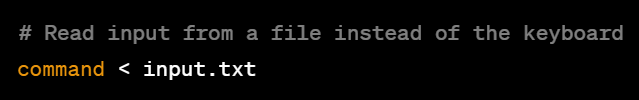 # Read input from a file instead of the keyboard
command < input.txt